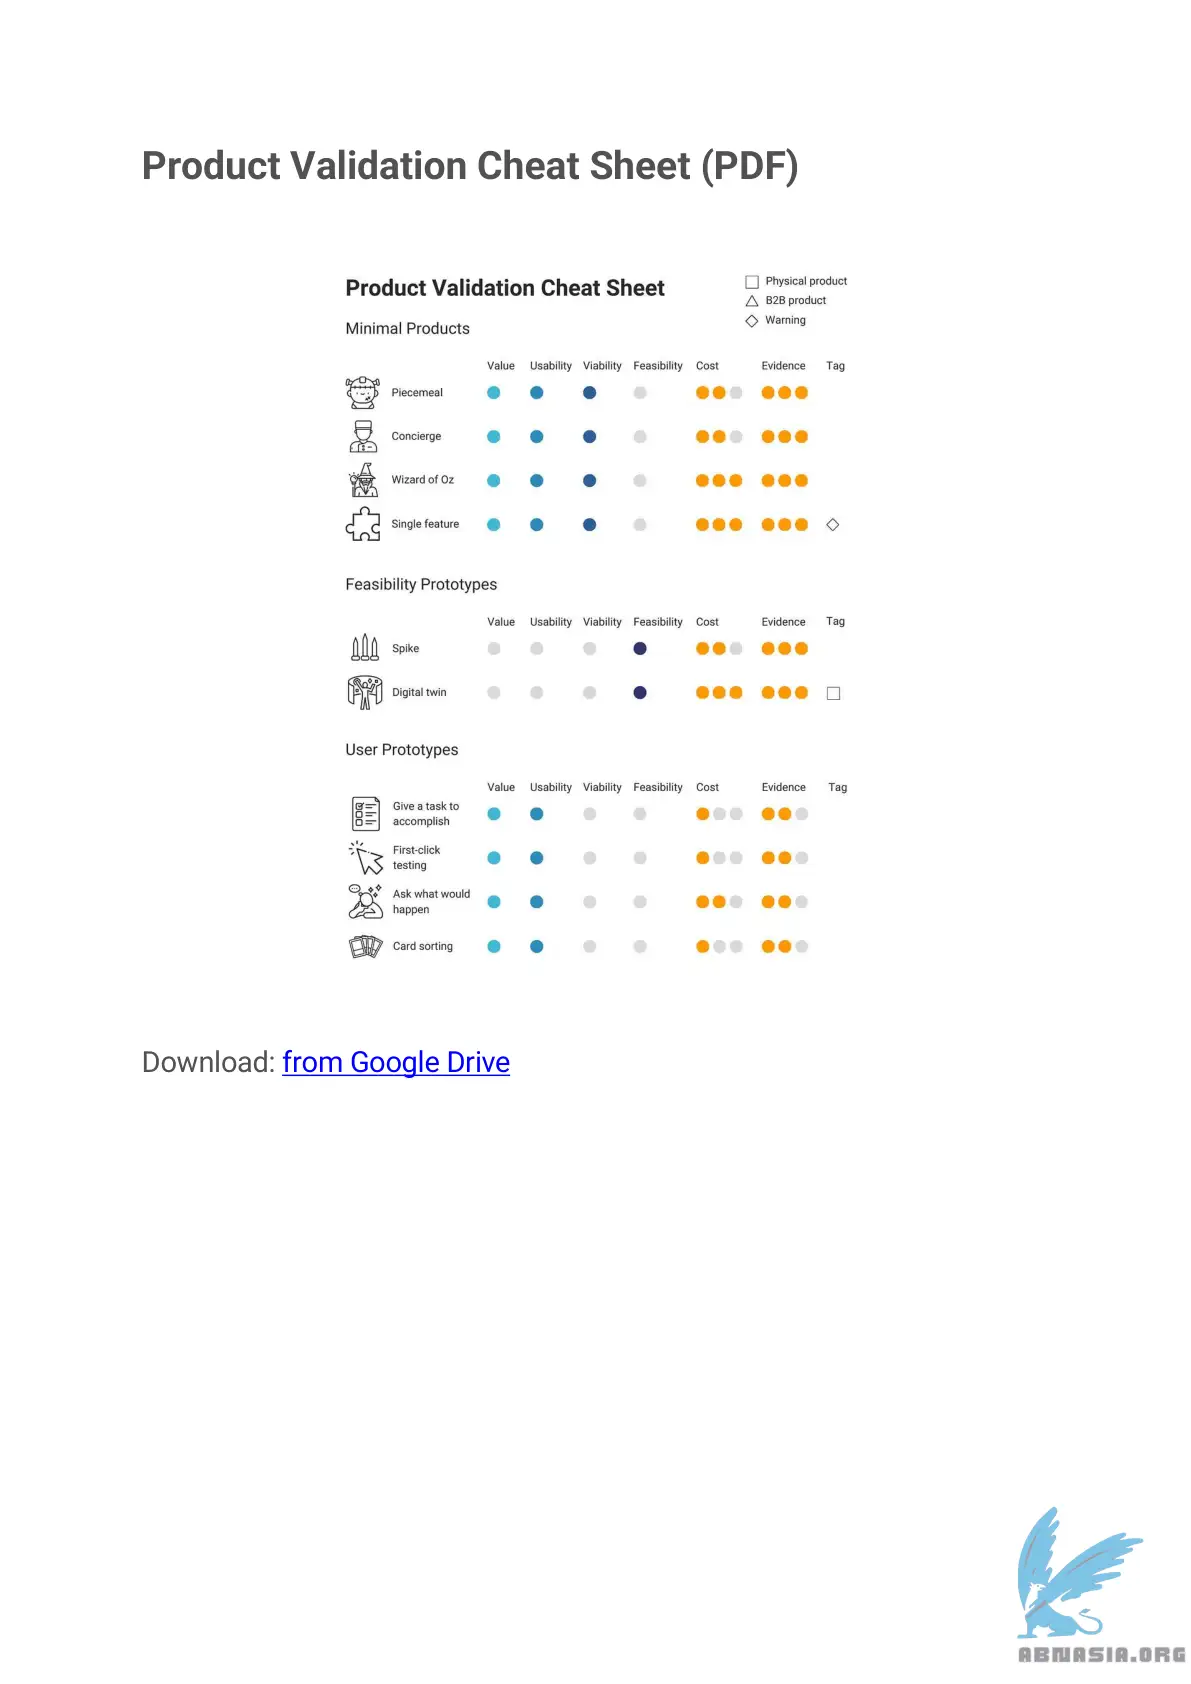 Product Validation Cheat Sheet (PDF)
Product Validation Cheat Sheet
Physical product
B2B product
Warning
Minimal Products
Value Usability Viability Feasibility Cost Evidence Tag
Piecemeal
Concierge
Wizard of Oz
Single feature
Feasibility Prototypes
Value Usability Viability Feasibility Cost Evidence Tag
Spike
Digital twin
User Prototypes
Value Usability Viability Feasibility Cost Evidence Tag
Give a task to
accomplish
First-click
testing
Ask what would
happen
Card sorting
Download: from Google Drive
ABNASIA.ORG